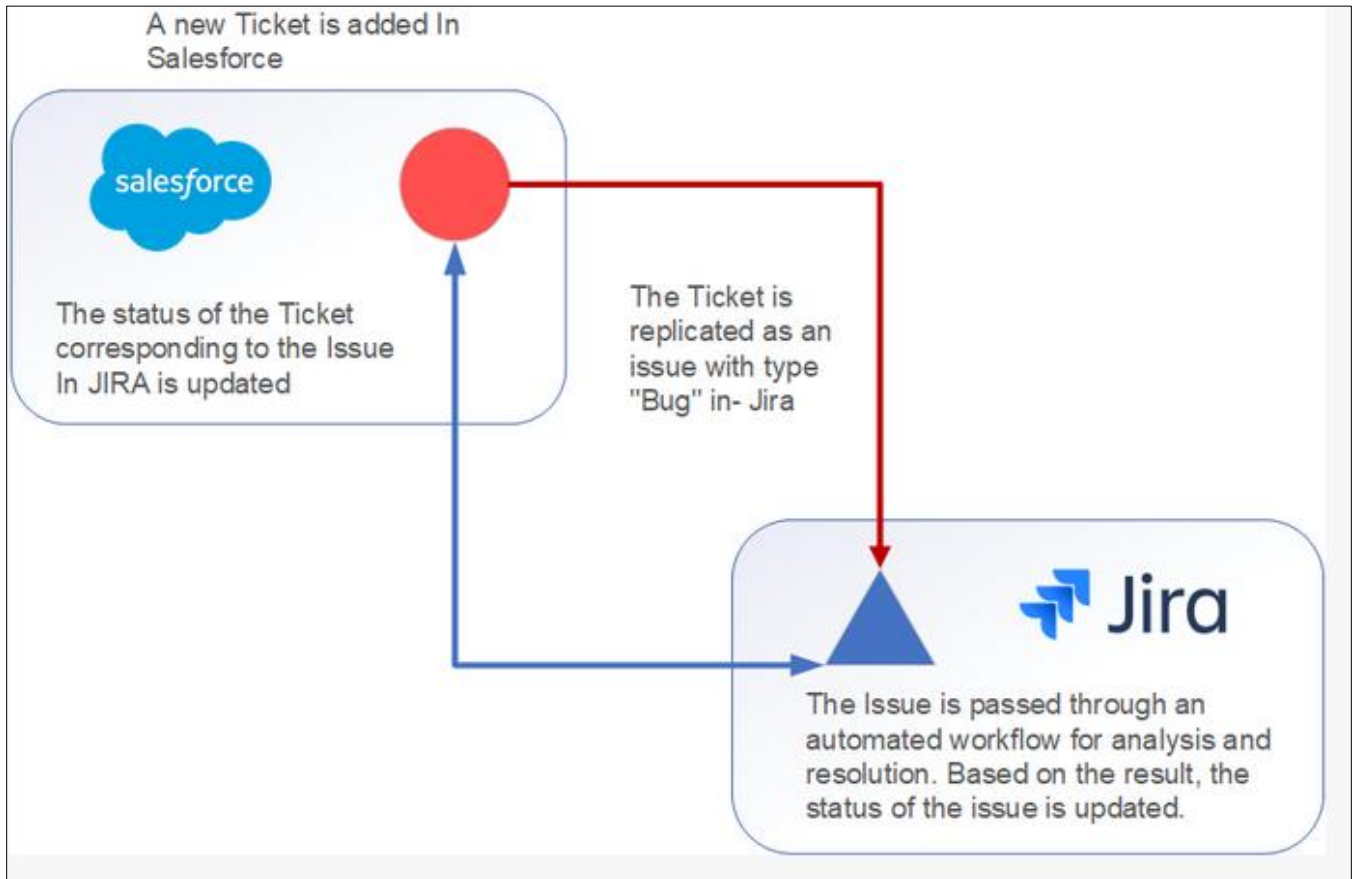 A new Ticket is added In
Salesforce
salesforce
The status of the Ticket
corresponding to the Issue
In JIRA is updated
The Ticket is
replicated as an
issue with type
"Bug" in- Jira
Jira
The Issue is passed through an
automated workflow for analysis and
resolution. Based on the result, the
status of the issue is updated.